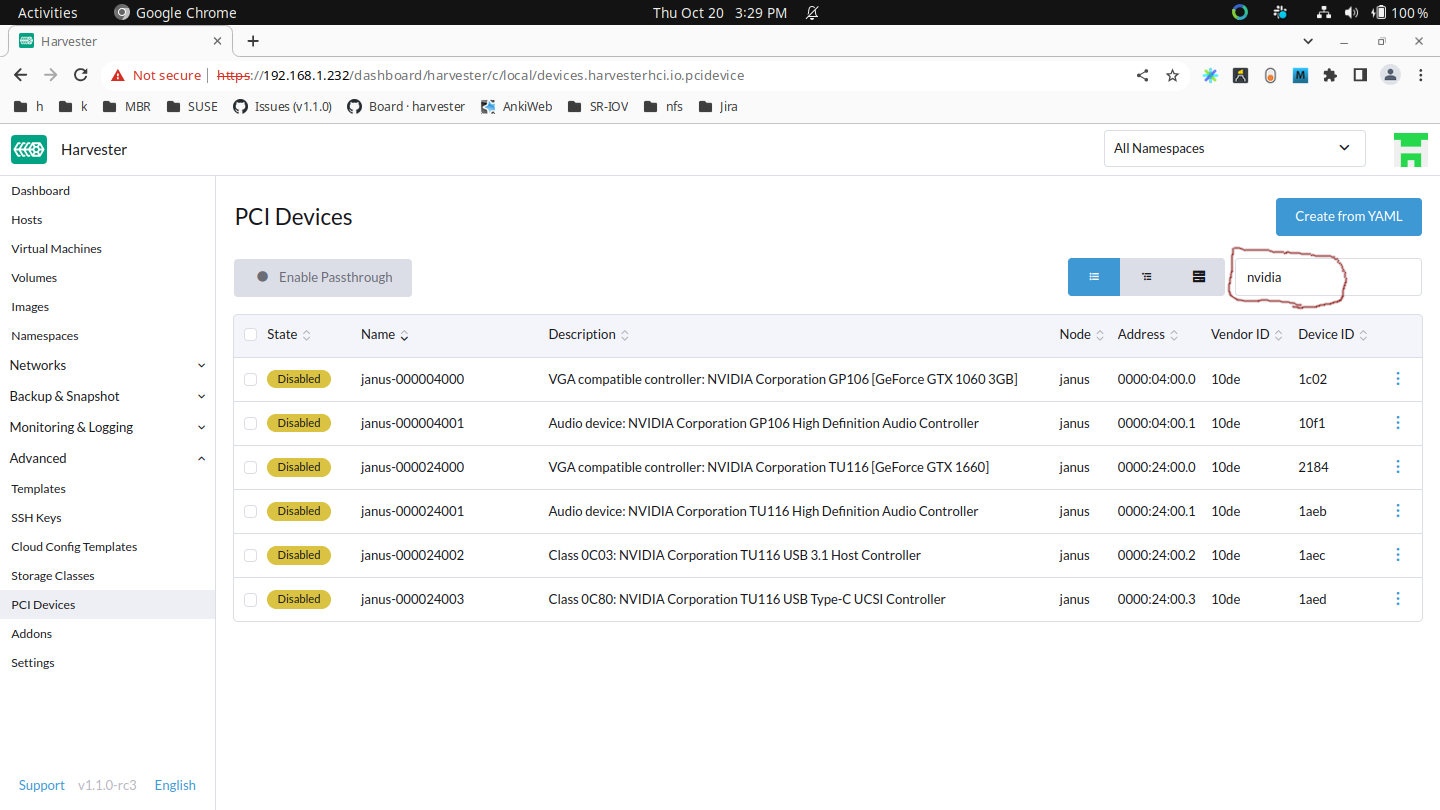 Activities Google Chrome Thu Oct 20 3:29 PM 100 %
Harvester
Not secure https://192.168.1.232/dashboard/harvester/c/local/devices.harvesterhci.io.pcidevice
h k MBR SUSE Issues (v1.1.0) Board · harvester AnkiWeb SR-IOV nfs Jira
Harvester All Namespaces
Dashboard
Hosts
Virtual Machines
Volumes
Images
Namespaces
Networks
Backup & Snapshot
Monitoring & Logging
Advanced
Templates
SSH Keys
Cloud Config Templates
Storage Classes
PCI Devices
Addons
Settings
Support v1.1.0-rc3 English
PCI Devices Create from YAML
Enable Passthrough nvidia
State Name Description Node Address Vendor ID Device ID
Disabled janus-000004000 VGA compatible controller: NVIDIA Corporation GP106 [GeForce GTX 1060 3GB] janus 0000:04:00.0 10de 1c02
Disabled janus-000004001 Audio device: NVIDIA Corporation GP106 High Definition Audio Controller janus 0000:04:00.1 10de 10f1
Disabled janus-000024000 VGA compatible controller: NVIDIA Corporation TU116 [GeForce GTX 1660] janus 0000:24:00.0 10de 2184
Disabled janus-000024001 Audio device: NVIDIA Corporation TU116 High Definition Audio Controller janus 0000:24:00.1 10de 1aeb
Disabled janus-000024002 Class 0C03: NVIDIA Corporation TU116 USB 3.1 Host Controller janus 0000:24:00.2 10de 1aec
Disabled janus-000024003 Class 0C80: NVIDIA Corporation TU116 USB Type-C UCSI Controller janus 0000:24:00.3 10de 1aed